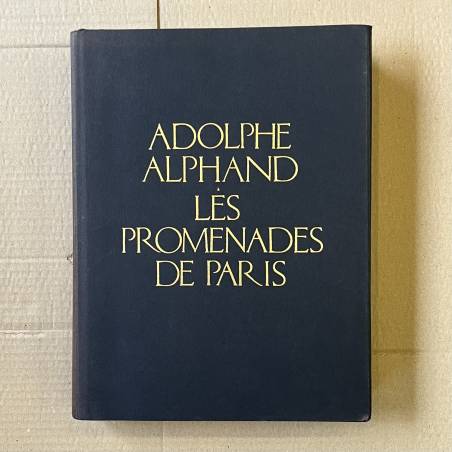 ADOLPHE
ALPHAND
·
LES
PROMENADES
DE PARIS